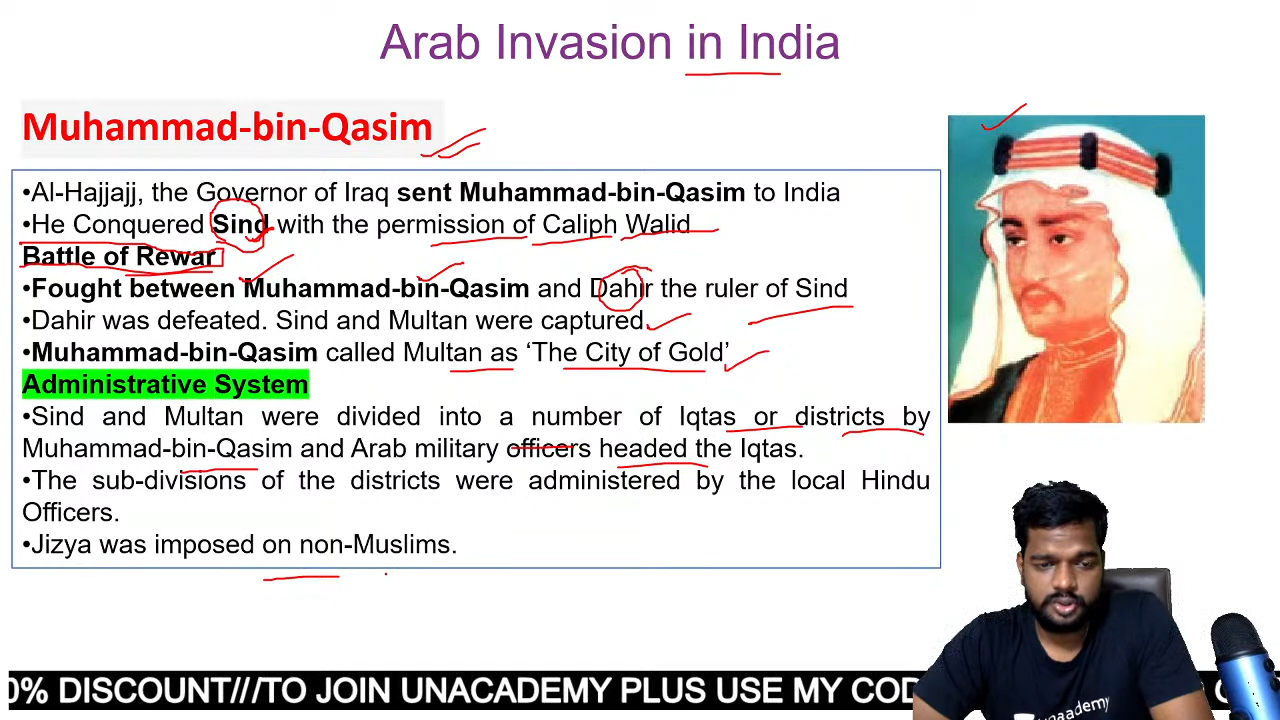 Arab Invasion in India
Muhammad-bin-Qasim
•Al-Hajjajj, the Governor of Iraq sent Muhammad-bin-Qasim to India
•He Conquered Sind with the permission of Caliph Walid
Battle of Rewar
•Fought between Muhammad-bin-Qasim and Dahir the ruler of Sind
•Dahir was defeated. Sind and Multan were captured.
•Muhammad-bin-Qasim called Multan as ‘The City of Gold’
Administrative System
•Sind and Multan were divided into a number of Iqtas or districts by
Muhammad-bin-Qasim and Arab military officers headed the Iqtas.
•The sub-divisions of the districts were administered by the local Hindu
Officers.
•Jizya was imposed on non-Muslims.
0% DISCOUNT///TO JOIN UNACADEMY PLUS USE MY COD